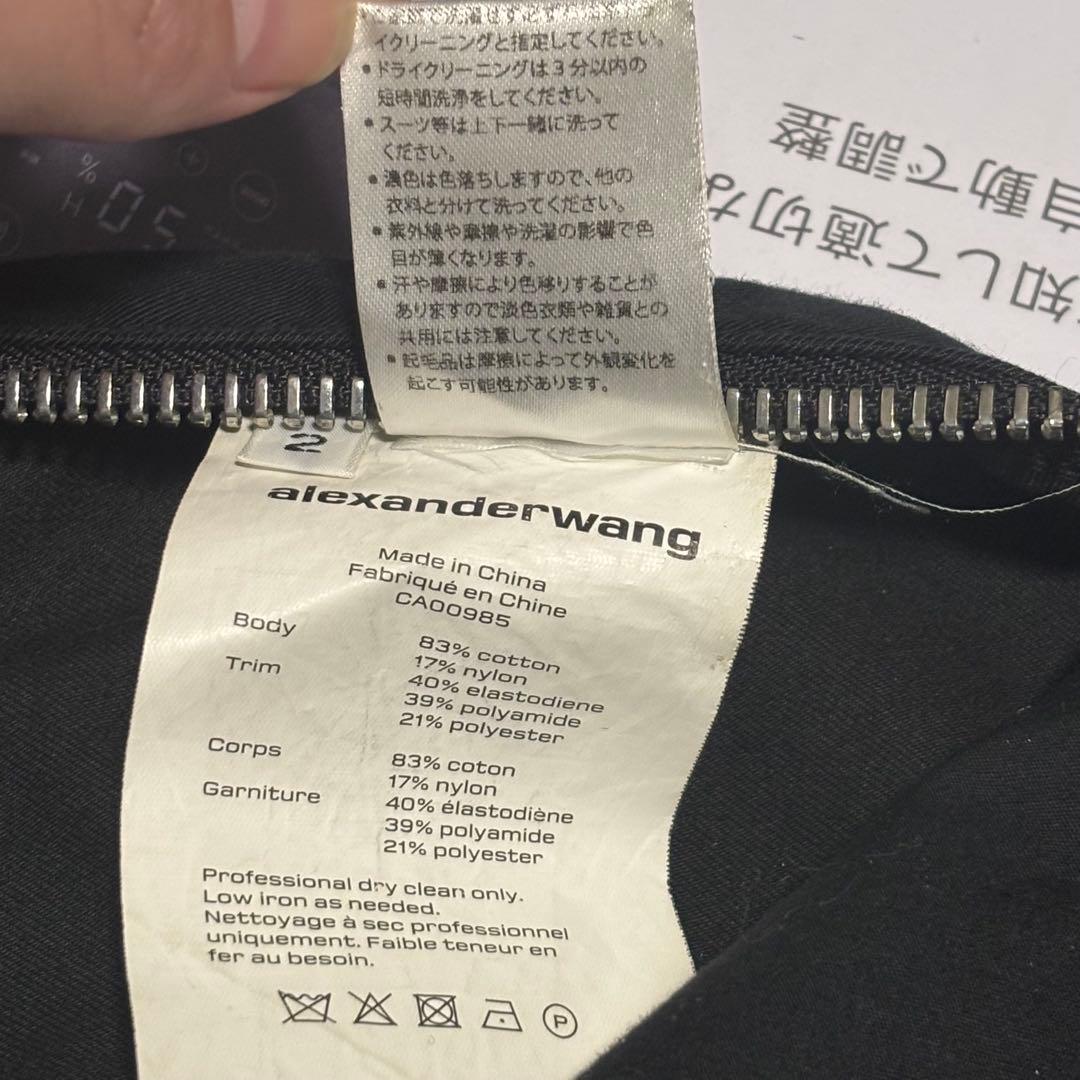 イクリーニングと指定してください。
•ドライクリーニングは3分以内の
短時間洗浄をしてください。
•スーツ等は上下一緒に洗って
ください。
•濃色は色落ちしますので、他の
衣料と分けて洗ってください。
•紫外線や摩擦や洗濯の影響で色
目が薄くなります。
•汗や摩擦により色移りすることが
ありますので淡色衣類や雑貨との
共用には注意してください。
•起毛品は摩擦によって外観変化を
起こす可能性があります。
2
alexanderwang
Made in China
Fabriqué en Chine
CA00985
Body
83% cotton
17% nylon
Trim
40% elastodiene
39% polyamide
21% polyester
Corps
83% coton
17% nylon
Garniture
40% élastodiène
39% polyamide
21% polyester
Professional dry clean only.
Low iron as needed.
Nettoyage à sec professionnel
uniquement. Faible teneur en
fer au besoin.
P
知して適切な
自動で調整
%
H